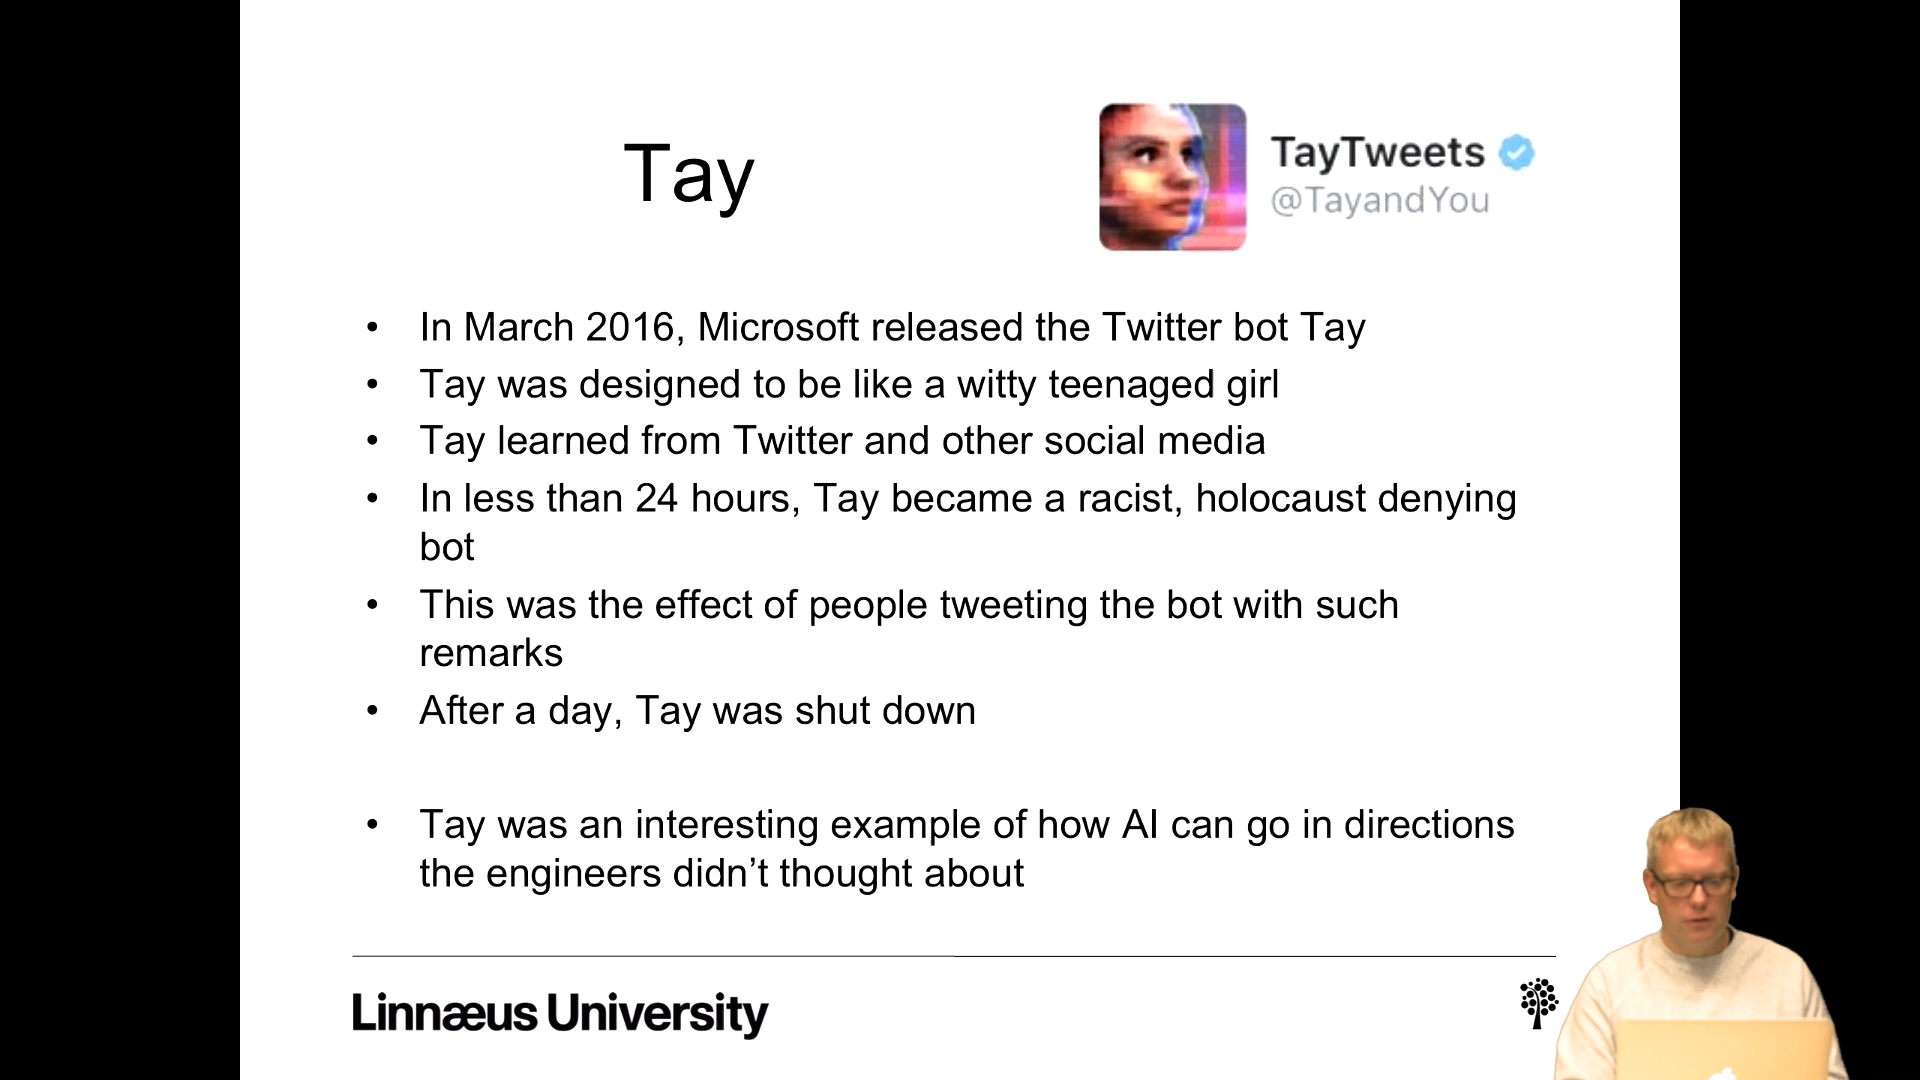 Tay
TayTweets
@TayandYou
• In March 2016, Microsoft released the Twitter bot Tay
• Tay was designed to be like a witty teenaged girl
• Tay learned from Twitter and other social media
• In less than 24 hours, Tay became a racist, holocaust denying
bot
• This was the effect of people tweeting the bot with such
remarks
• After a day, Tay was shut down
• Tay was an interesting example of how AI can go in directions
the engineers didn’t thought about
Linnæus University